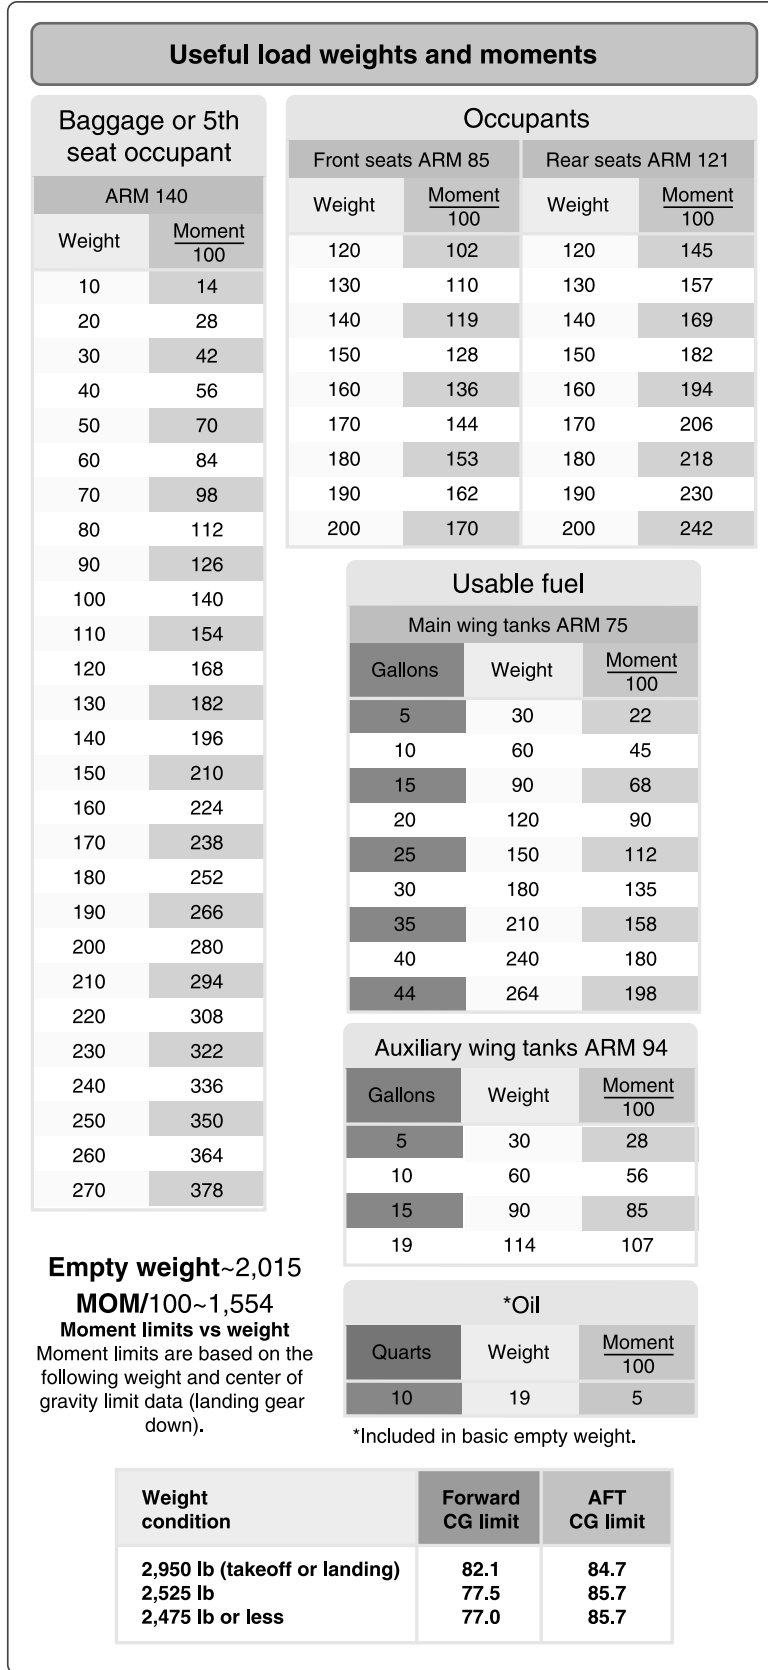 Useful load weights and moments
Baggage or 5th
seat occupant
ARM 140
Weight Moment
100
10 14
20 28
30 42
40 56
50 70
60 84
70 98
80 112
90 126
100 140
110 154
120 168
130 182
140 196
150 210
160 224
170 238
180 252
190 266
200 280
210 294
220 308
230 322
240 336
250 350
260 364
270 378
Occupants
Front seats ARM 85 Rear seats ARM 121
Weight Moment Weight Moment
100 100
120 102 120 145
130 110 130 157
140 119 140 169
150 128 150 182
160 136 160 194
170 144 170 206
180 153 180 218
190 162 190 230
200 170 200 242
Usable fuel
Main wing tanks ARM 75
Gallons Weight Moment
100
5 30 22
10 60 45
15 90 68
20 120 90
25 150 112
30 180 135
35 210 158
40 240 180
44 264 198
Auxiliary wing tanks ARM 94
Gallons Weight Moment
100
5 30 28
10 60 56
15 90 85
19 114 107
*Oil
Quarts Weight Moment
100
10 19 5
*Included in basic empty weight.
Empty weight~2,015
MOM/100~1,554
Moment limits vs weight
Moment limits are based on the
following weight and center of
gravity limit data (landing gear
down).
Weight Forward AFT
condition CG limit CG limit
2,950 lb (takeoff or landing) 82.1 84.7
2,525 lb 77.5 85.7
2,475 lb or less 77.0 85.7